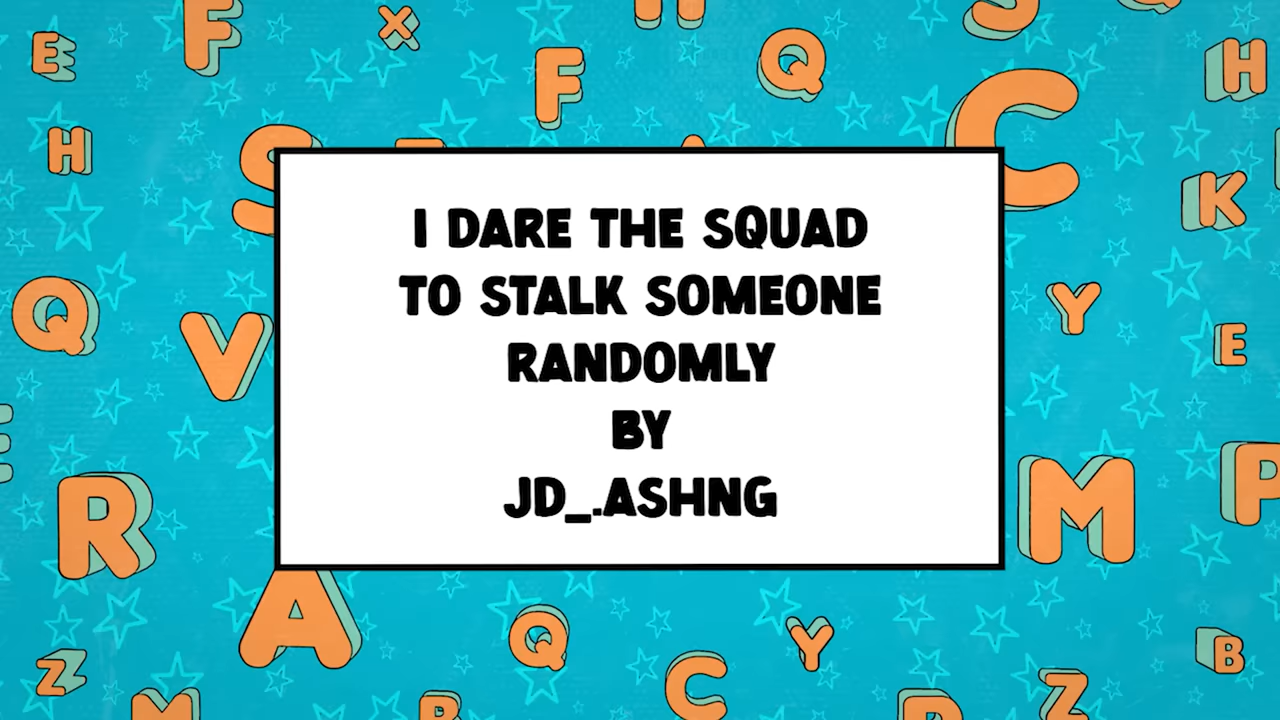 I DARE THE SQUAD
TO STALK SOMEONE
RANDOMLY
BY
JD_.ASHNG